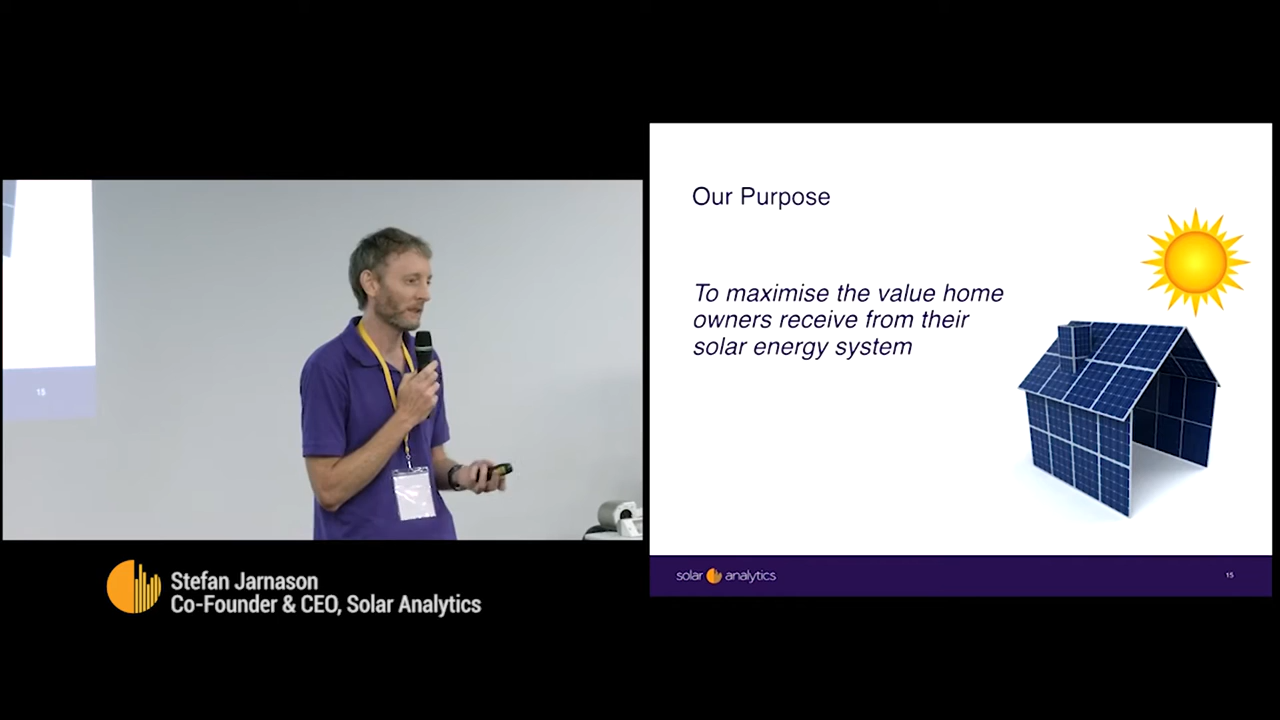 15
Stefan Jarnason
Co-Founder & CEO, Solar Analytics
Our Purpose
To maximise the value home
owners receive from their
solar energy system
solar analytics
15